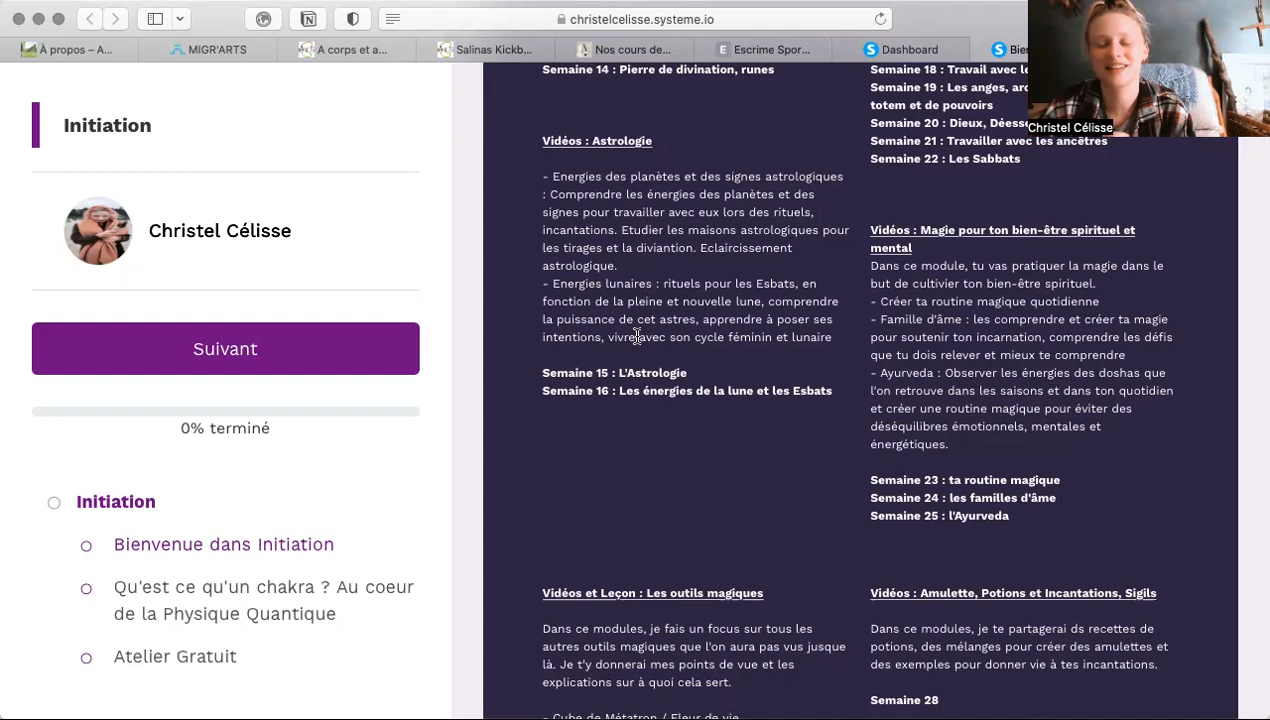 christelcelisse.systeme.io
À propos – A...
MIGR'ARTS
A corps et a...
Salinas Kickb...
Nos cours de...
Escrime Spor...
Dashboard
Bien
Christel Célisse
Initiation
Christel Célisse
Suivant
0% terminé
Initiation
Bienvenue dans Initiation
Qu'est ce qu'un chakra ? Au coeur
de la Physique Quantique
Atelier Gratuit
Semaine 14 : Pierre de divination, runes
Vidéos : Astrologie
- Energies des planètes et des signes astrologiques
: Comprendre les énergies des planètes et des
signes pour travailler avec eux lors des rituels,
incantations. Etudier les maisons astrologiques pour
les tirages et la diviantion. Eclaircissement
astrologique.
- Energies lunaires : rituels pour les Esbats, en
fonction de la pleine et nouvelle lune, comprendre
la puissance de cet astres, apprendre à poser ses
intentions, vivre avec son cycle féminin et lunaire
Semaine 15 : L'Astrologie
Semaine 16 : Les énergies de la lune et les Esbats
Vidéos et Leçon : Les outils magiques
Dans ce modules, je fais un focus sur tous les
autres outils magiques que l'on aura pas vus jusque
là. Je t'y donnerai mes points de vue et les
explications sur à quoi cela sert.
- Cube de Métatron / Fleur de vie
Semaine 18 : Travail avec
Semaine 19 : Les anges,
totem et de pouvoirs
Semaine 20 : Dieux,
Semaine 21 : Travailler avec les ancêtres
Semaine 22 : Les Sabbats
Vidéos : Magie pour ton bien-être spirituel et
mental
Dans ce module, tu vas pratiquer la magie dans le
but de cultivier ton bien-être spirituel.
- Créer ta routine magique quotidienne
- Famille d'âme : les comprendre et créer ta magie
pour soutenir ton incarnation, comprendre les défis
que tu dois relever et mieux te comprendre
- Ayurveda : Observer les énergies des doshas que
l'on retrouve dans les saisons et dans ton quotidien
et créer une routine magique pour éviter des
déséquilibres émotionnels, mentales et
énergétiques.
Semaine 23 : ta routine magique
Semaine 24 : les familles d'âme
Semaine 25 : l'Ayurveda
Vidéos : Amulette, Potions et Incantations, Sigils
Dans ce modules, je te partagerai ds recettes de
potions, des mélanges pour créer des amulettes et
des exemples pour donner vie à tes incantations.
Semaine 28